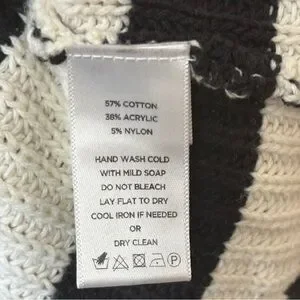 57% COTTON
38% ACRYLIC
5% NYLON
HAND WASH COLD
WITH MILD SOAP
DO NOT BLEACH
LAY FLAT TO DRY
COOL IRON IF NEEDED
OR
DRY CLEAN
P